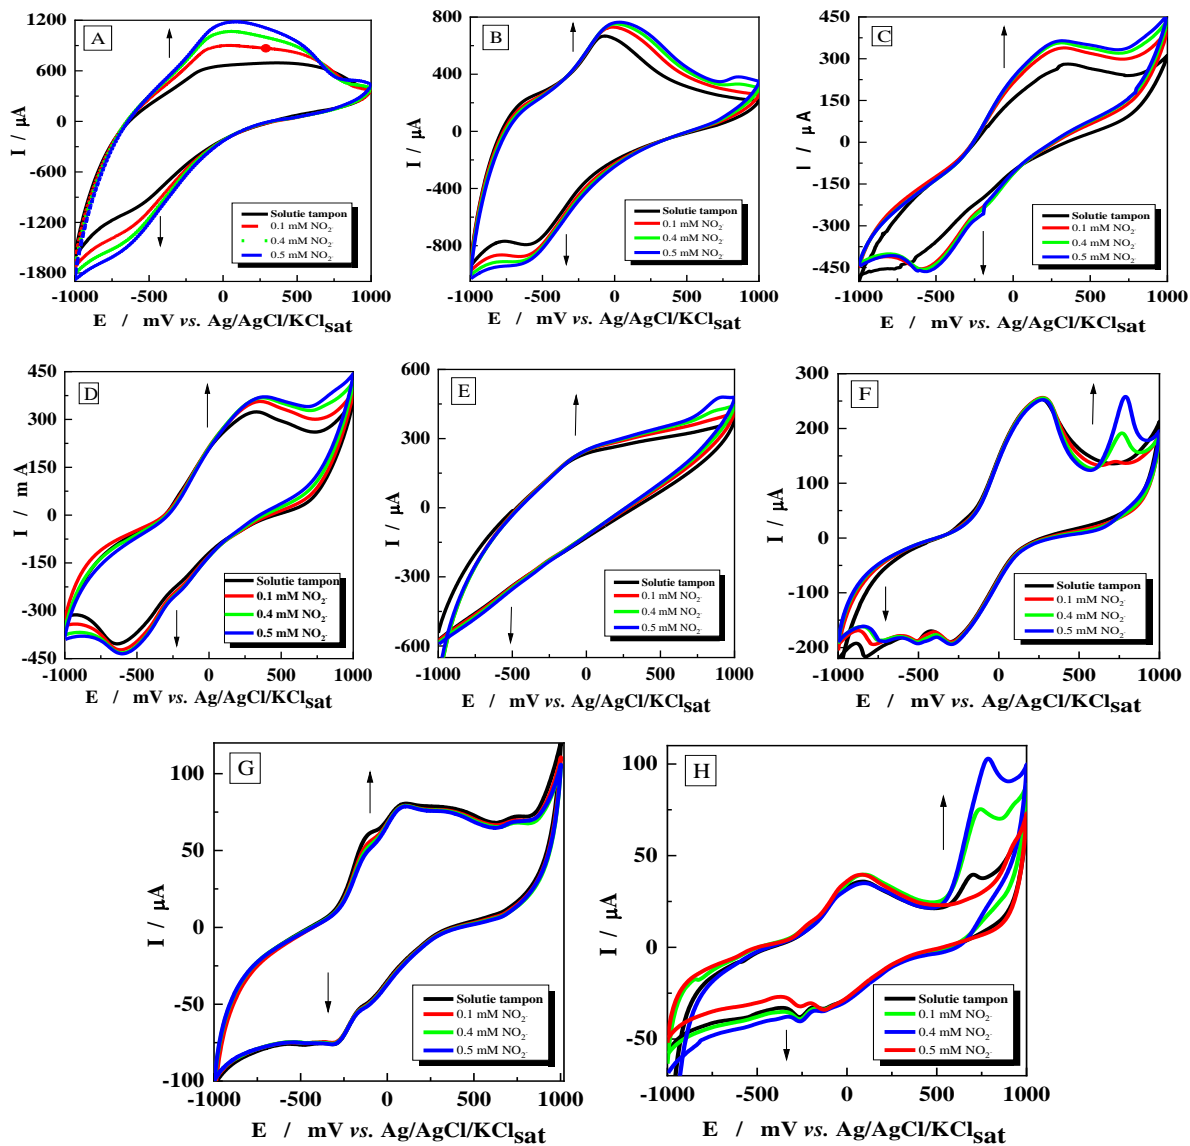 A
I / µA
1200
600
0
-600
-1200
-1800
-1000 -500 0 500 1000
Solutie tampon
0.1 mM NO2-
0.4 mM NO2-
0.5 mM NO2-
E / mV vs. Ag/AgCl/KClsat
B
I / µA
800
400
0
-400
-800
-1000 -500 0 500 1000
Solutie tampon
0.1 mM NO2-
0.4 mM NO2-
0.5 mM NO2-
E / mV vs. Ag/AgCl/KClsat
C
I / µA
450
300
150
0
-150
-300
-450
-1000 -500 0 500 1000
Solutie tampon
0.1 mM NO2-
0.4 mM NO2-
0.5 mM NO2-
E / mV vs. Ag/AgCl/KClsat
D
I / mA
450
300
150
0
-150
-300
-450
-1000 -500 0 500 1000
Solutie tampon
0.1 mM NO2-
0.4 mM NO2-
0.5 mM NO2-
E / mV vs. Ag/AgCl/KClsat
E
I / µA
600
300
0
-300
-600
-1000 -500 0 500 1000
Solutie tampon
0.1 mM NO2-
0.4 mM NO2-
0.5 mM NO2-
E / mV vs. Ag/AgCl/KClsat
F
I / µA
300
200
100
0
-100
-200
-1000 -500 0 500 1000
Solutie tampon
0.1 mM NO2-
0.4 mM NO2-
0.5 mM NO2-
E / mV vs. Ag/AgCl/KClsat
G
I / µA
100
50
0
-50
-100
-1000 -500 0 500 1000
Solutie tampon
0.1 mM NO2-
0.4 mM NO2-
0.5 mM NO2-
E / mV vs. Ag/AgCl/KClsat
H
I / µA
100
50
0
-50
-1000 -500 0 500 1000
Solutie tampon
0.1 mM NO2-
0.4 mM NO2-
0.5 mM NO2-
E / mV vs. Ag/AgCl/KClsat